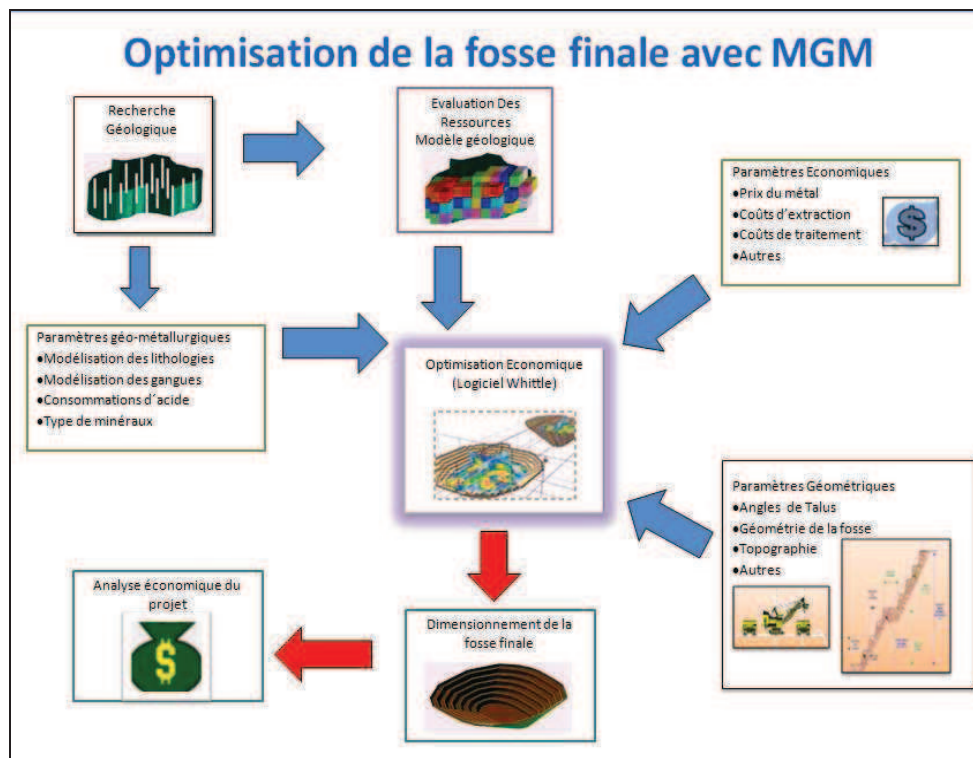 Optimisation de la fosse finale avec MGM
Recherche
Géologique
Evaluation Des
Ressources
Modèle géologique
Paramètres Economiques
●Prix du métal
●Coûts d'extraction
●Coûts de traitement
●Autres
$
Paramètres géo-métallurgiques
●Modélisation des lithologies
●Modélisation des gangues
●Consommations d´acide
●Type de minéraux
Optimisation Economique
(Logiciel Whittle)
Paramètres Géométriques
●Angles de Talus
●Géométrie de la fosse
●Topographie
●Autres
Analyse économique du
projet
$
Dimensionnement de la
fosse finale